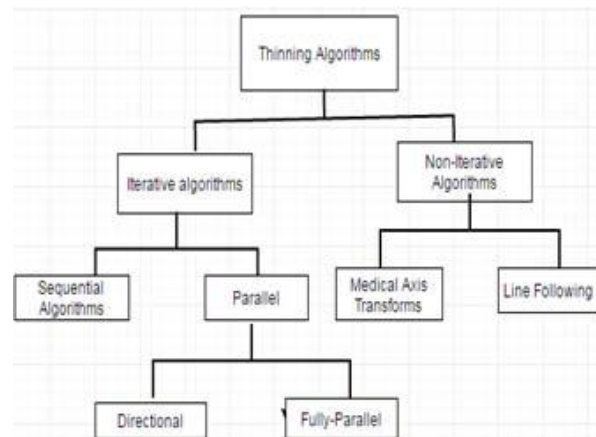 Thinning Algorithms
Iterative algorithms
Non-Iterative
Algorithms
Sequential
Algorithms
Parallel
Medical Axis
Transforms
Line Following
Directional
Fully-Parallel